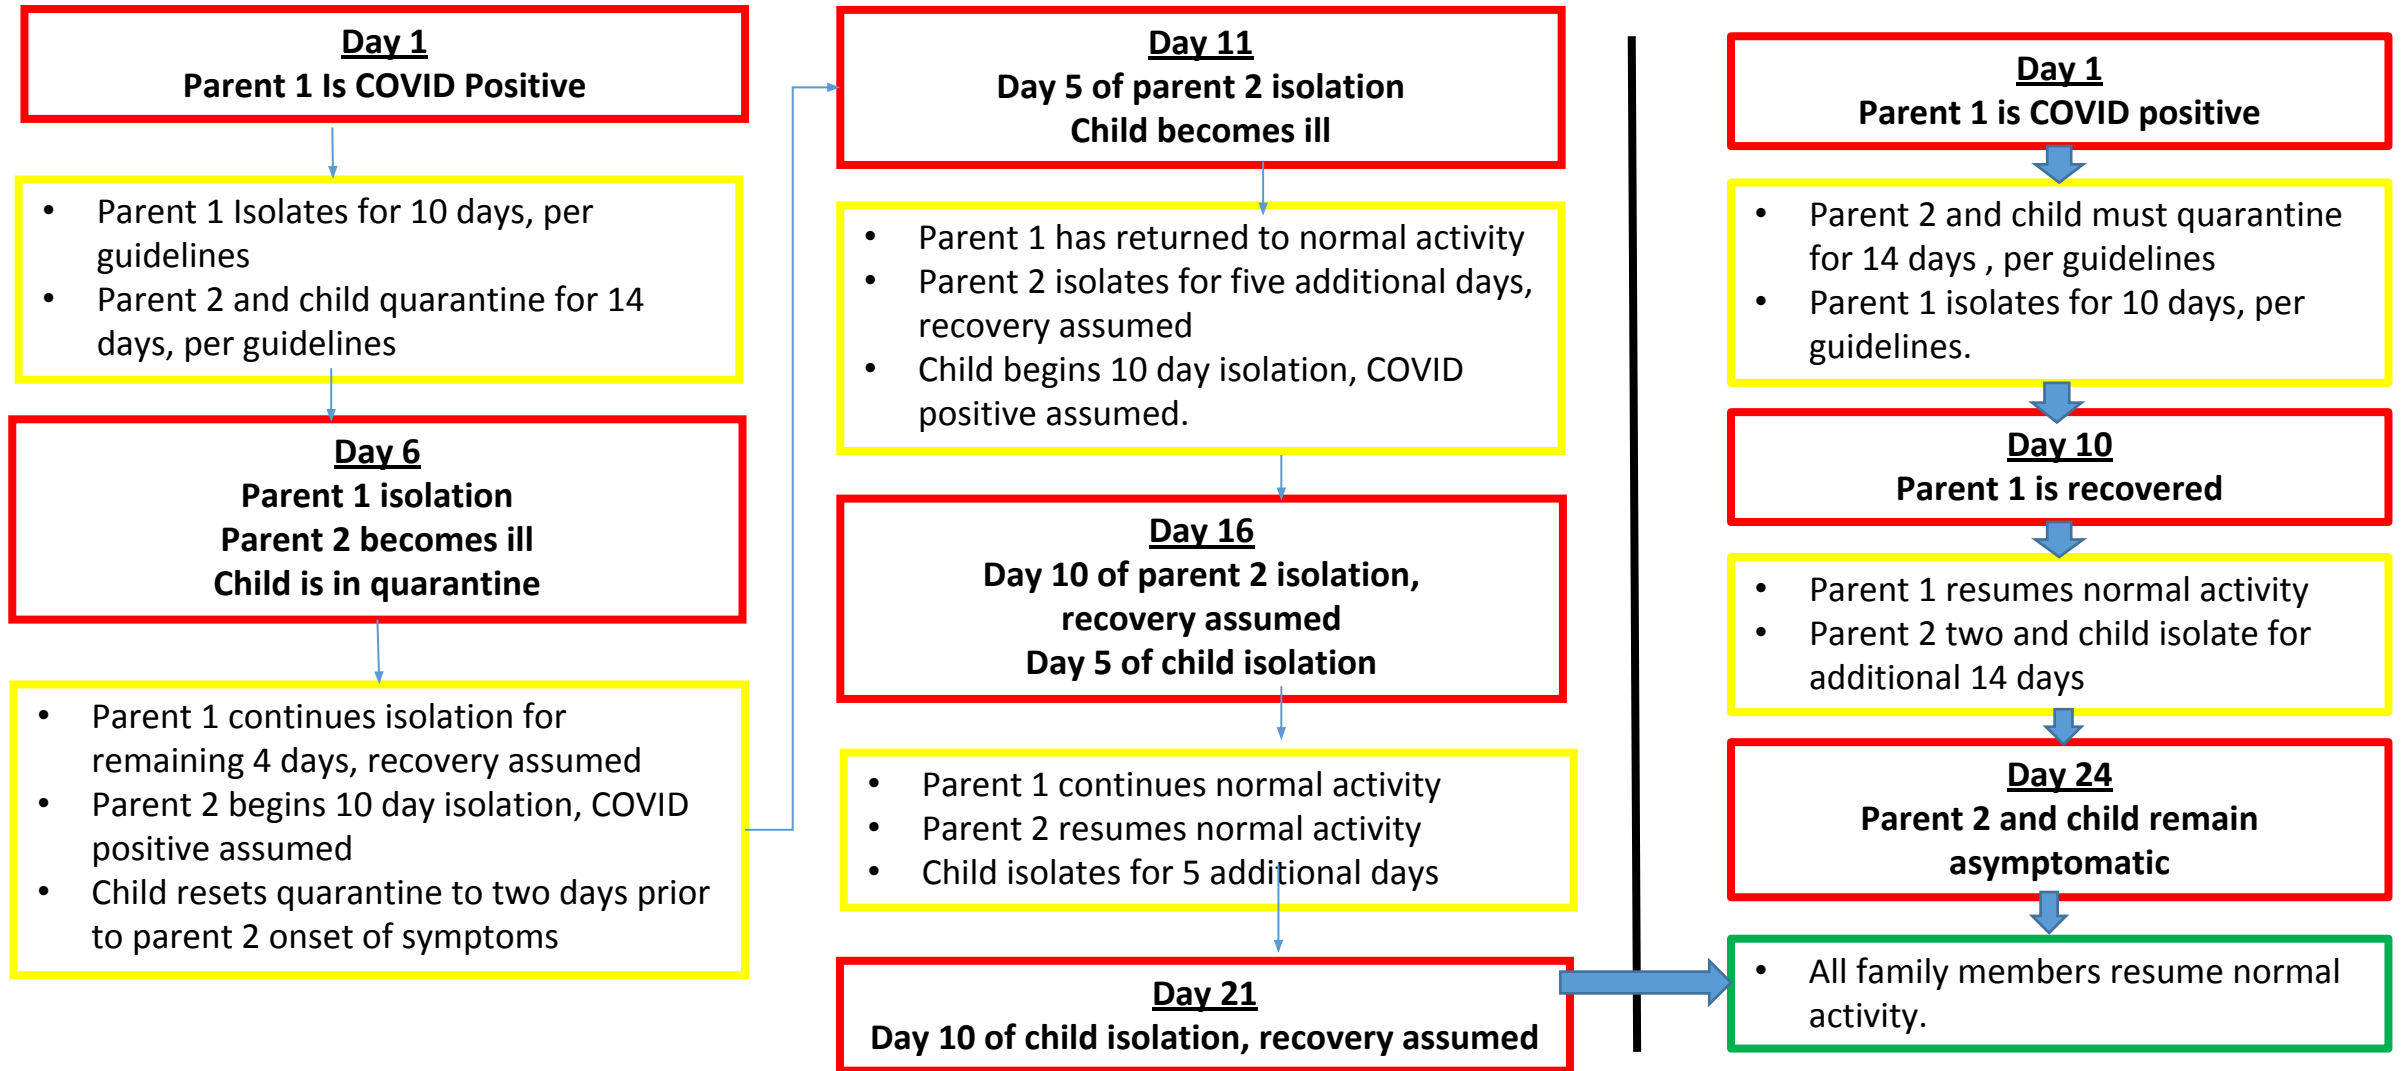 Day 1
Parent 1 Is COVID Positive
• Parent 1 Isolates for 10 days, per
guidelines
• Parent 2 and child quarantine for 14
days, per guidelines
Day 6
Parent 1 isolation
Parent 2 becomes ill
Child is in quarantine
• Parent 1 continues isolation for
remaining 4 days, recovery assumed
• Parent 2 begins 10 day isolation, COVID
positive assumed
• Child resets quarantine to two days prior
to parent 2 onset of symptoms
Day 11
Day 5 of parent 2 isolation
Child becomes ill
• Parent 1 has returned to normal activity
• Parent 2 isolates for five additional days,
recovery assumed
• Child begins 10 day isolation, COVID
positive assumed.
Day 16
Day 10 of parent 2 isolation,
recovery assumed
Day 5 of child isolation
• Parent 1 continues normal activity
• Parent 2 resumes normal activity
• Child isolates for 5 additional days
Day 21
Day 10 of child isolation, recovery assumed
Day 1
Parent 1 is COVID positive
• Parent 2 and child must quarantine
for 14 days , per guidelines
• Parent 1 isolates for 10 days, per
guidelines.
Day 10
Parent 1 is recovered
• Parent 1 resumes normal activity
• Parent 2 two and child isolate for
additional 14 days
Day 24
Parent 2 and child remain
asymptomatic
• All family members resume normal
activity.